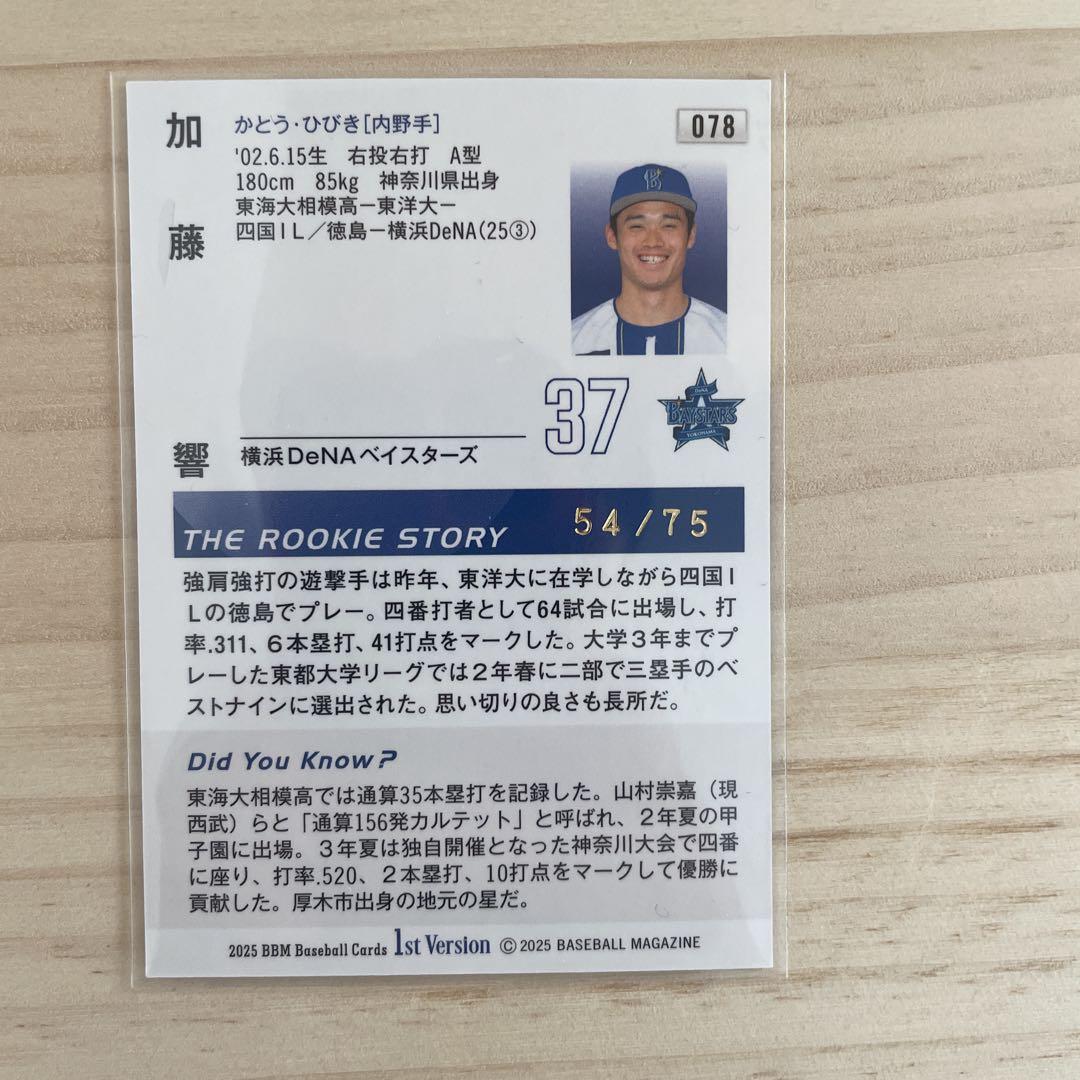 加藤響
かとう・ひびき[内野手]
078
'02.6.15生 右投右打 A型
180cm 85kg 神奈川県出身
東海大相模高ー東洋大ー
四国IL／徳島ー横浜DeNA(25③)
37
DeNA
BAYSTARS
YOKOHAMA
横浜DeNAベイスターズ
THE ROOKIE STORY 54/75
強肩強打の遊撃手は昨年、東洋大に在学しながら四国I
Lの徳島でプレー。四番打者として64試合に出場し、打
率.311、6本塁打、41打点をマークした。大学3年までプ
レーした東都大学リーグでは2年春に二部で三塁手のベ
ストナインに選出された。思い切りの良さも長所だ。
Did You Know?
東海大相模高では通算35本塁打を記録した。山村崇嘉（現
西武）らと「通算156発カルテット」と呼ばれ、2年夏の甲
子園に出場。3年夏は独自開催となった神奈川大会で四番
に座り、打率.520、2本塁打、10打点をマークして優勝に
貢献した。厚木市出身の地元の星だ。
2025 BBM Baseball Cards 1st Version © 2025 BASEBALL MAGAZINE